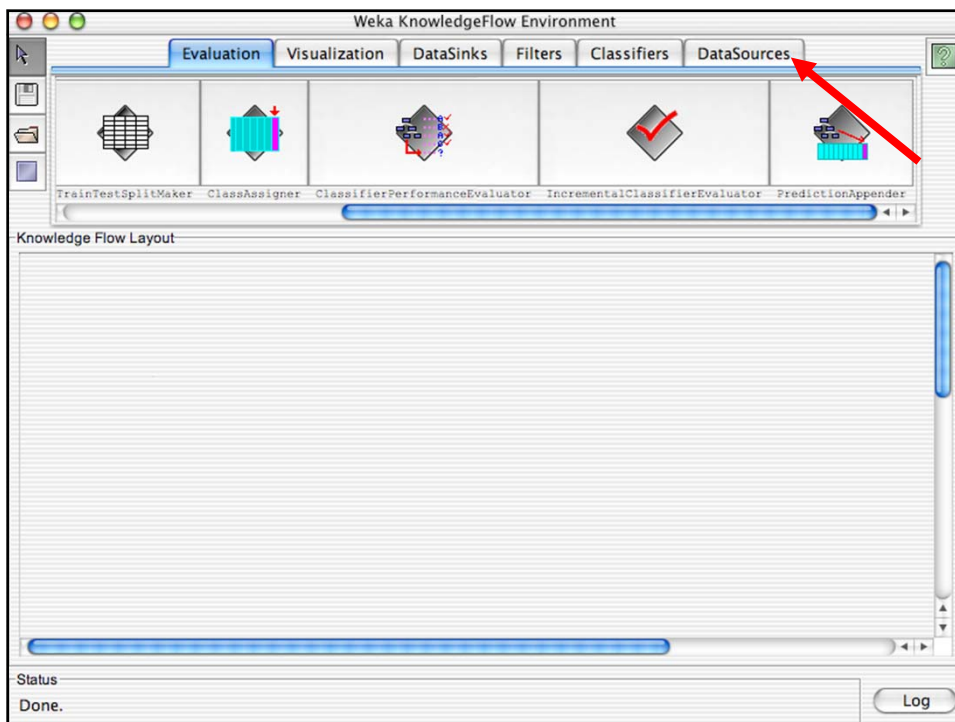 Weka KnowledgeFlow Environment
Evaluation Visualization DataSinks Filters Classifiers DataSources
TrainTestSplitMaker ClassAssigner ClassifierPerformanceEvaluator IncrementalClassifierEvaluator PredictionAppender
Knowledge Flow Layout
Status
Done.
Log